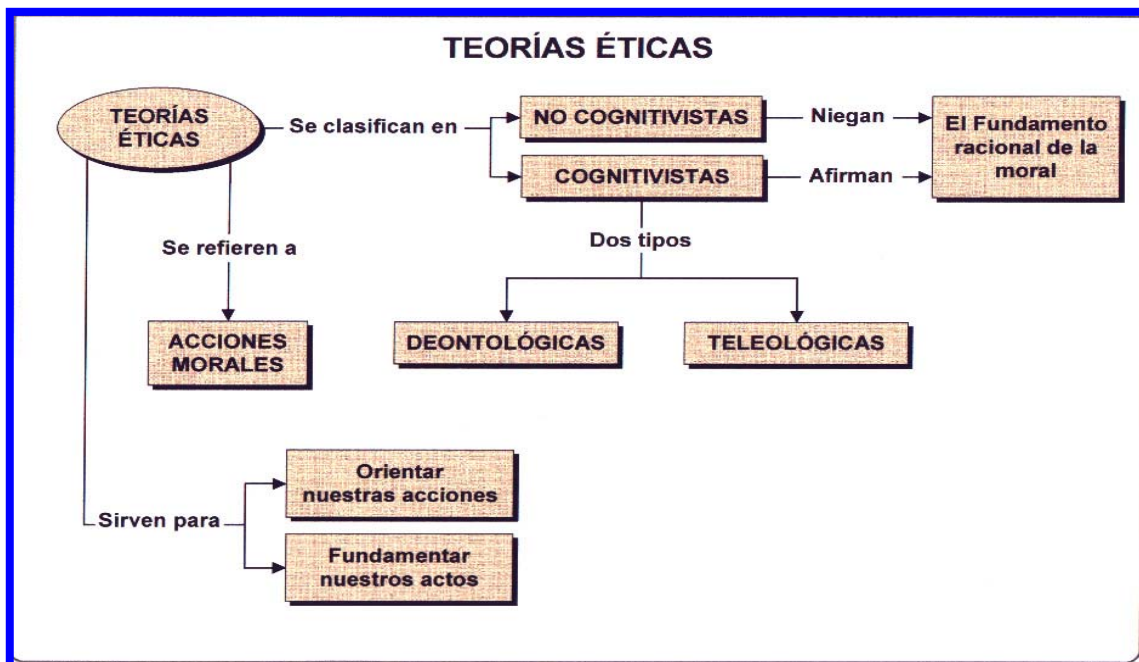 TEORÍAS ÉTICAS
TEORÍAS
ÉTICAS
Se clasifican en
NO COGNITIVISTAS
Niegan
El Fundamento
racional de la
moral
COGNITIVISTAS
Afirman
Se refieren a
Dos tipos
ACCIONES
MORALES
DEONTOLÓGICAS
TELEOLÓGICAS
Sirven para
Orientar
nuestras acciones
Fundamentar
nuestros actos